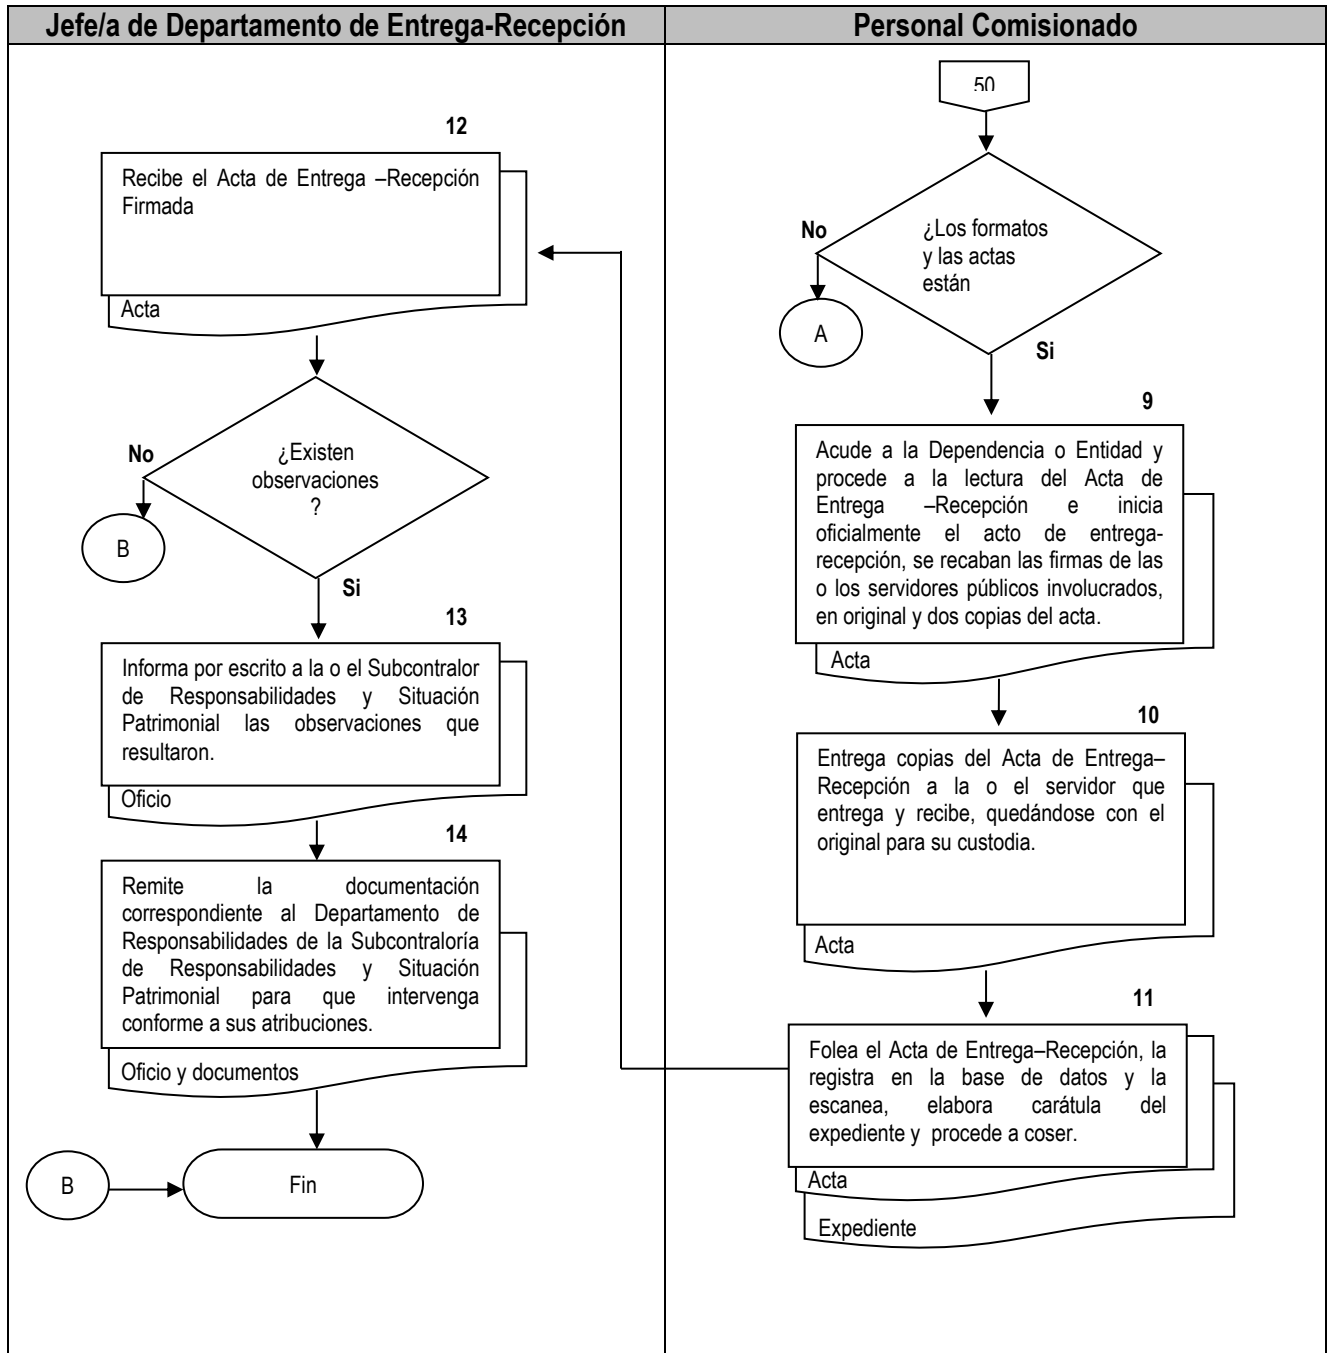 Jefe/a de Departamento de Entrega-Recepción
Personal Comisionado
12
Recibe el Acta de Entrega –Recepción
Firmada
Acta
¿Existen
observaciones
?
No
B
Si
13
Informa por escrito a la o el Subcontralor
de Responsabilidades y Situación
Patrimonial las observaciones que
resultaron.
Oficio
14
Remite la documentación
correspondiente al Departamento de
Responsabilidades de la Subcontraloría
de Responsabilidades y Situación
Patrimonial para que intervenga
conforme a sus atribuciones.
Oficio y documentos
B
Fin
50
¿Los formatos
y las actas
están
No
A
Si
9
Acude a la Dependencia o Entidad y
procede a la lectura del Acta de
Entrega –Recepción e inicia
oficialmente el acto de entrega-
recepción, se recaban las firmas de las
o los servidores públicos involucrados,
en original y dos copias del acta.
Acta
10
Entrega copias del Acta de Entrega–
Recepción a la o el servidor que
entrega y recibe, quedándose con el
original para su custodia.
Acta
11
Folea el Acta de Entrega–Recepción, la
registra en la base de datos y la
escanea, elabora carátula del
expediente y procede a coser.
Acta
Expediente